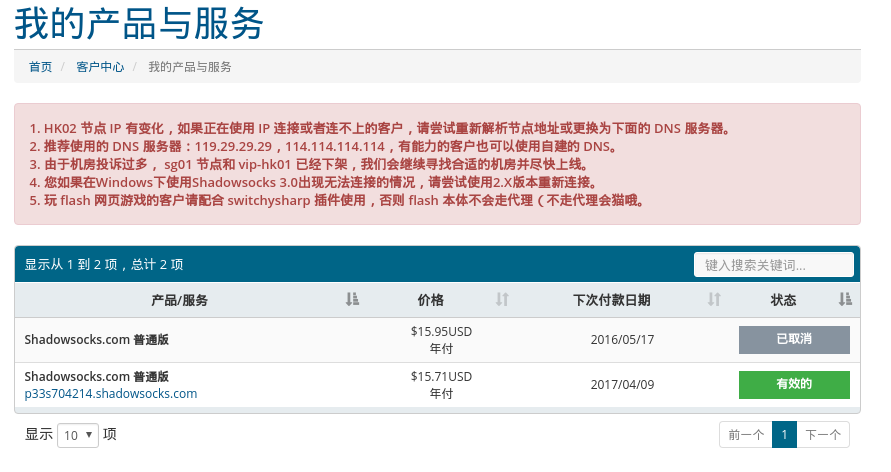 我的产品与服务
首页 / 客户中心 / 我的产品与服务
1. HK02 节点 IP 有变化，如果正在使用 IP 连接或者连不上的客户，请尝试重新解析节点地址或更换为下面的 DNS 服务器。
2. 推荐使用的 DNS 服务器：119.29.29.29，114.114.114.114，有能力的客户也可以使用自建的 DNS。
3. 由于机房投诉过多， sg01 节点和 vip-hk01 已经下架，我们会继续寻找合适的机房并尽快上线。
4. 您如果在Windows下使用Shadowsocks 3.0出现无法连接的情况，请尝试使用2.X版本重新连接。
5. 玩 flash 网页游戏的客户请配合 switchysharp 插件使用，否则 flash 本体不会走代理（不走代理会猫哦。
显示从 1 到 2 项，总计 2 项 键入搜索关键词...
产品/服务 价格 下次付款日期 状态
Shadowsocks.com 普通版 $15.95USD 2016/05/17 已取消
年付
Shadowsocks.com 普通版 $15.71USD 2017/04/09 有效的
p33s704214.shadowsocks.com 年付
显示 10 项 前一个 1 下一个